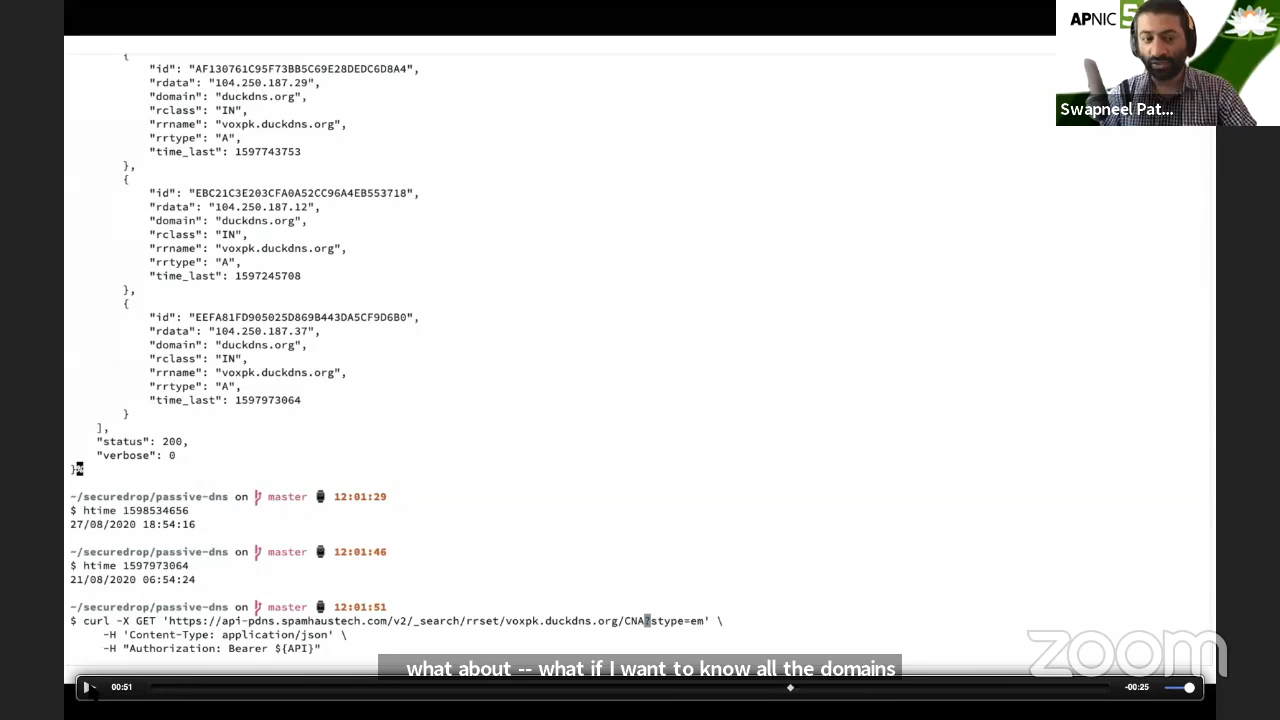 {
"id": "AF130761C95F73BB5C69E28DEDC6D8A4",
"rdata": "104.250.187.29",
"domain": "duckdns.org",
"rclass": "IN",
"rrname": "voxpk.duckdns.org",
"rrtype": "A",
"time_last": 1597743753
},
{
"id": "EBC21C3E203CFA0A52CC96A4EB553718",
"rdata": "104.250.187.12",
"domain": "duckdns.org",
"rclass": "IN",
"rrname": "voxpk.duckdns.org",
"rrtype": "A",
"time_last": 1597245708
},
{
"id": "EEFA81FD905025D869B443DA5CF9D6B0",
"rdata": "104.250.187.37",
"domain": "duckdns.org",
"rclass": "IN",
"rrname": "voxpk.duckdns.org",
"rrtype": "A",
"time_last": 1597973064
}
],
"status": 200,
"verbose": 0
}%
~/securedrop/passive-dns on master 12:01:29
$ htime 1598534656
27/08/2020 18:54:16
~/securedrop/passive-dns on master 12:01:46
$ htime 1597973064
21/08/2020 06:54:24
~/securedrop/passive-dns on master 12:01:51
$ curl -X GET 'https://api-pdns.spamhaustech.com/v2/_search/rrset/voxpk.duckdns.org/CNA?stype=em' \
-H 'Content-Type: application/json' \
-H "Authorization: Bearer ${API}"
APNIC 5
Swapneel Pat...
zoom
what about -- what if I want to know all the domains
00:51
-00:25